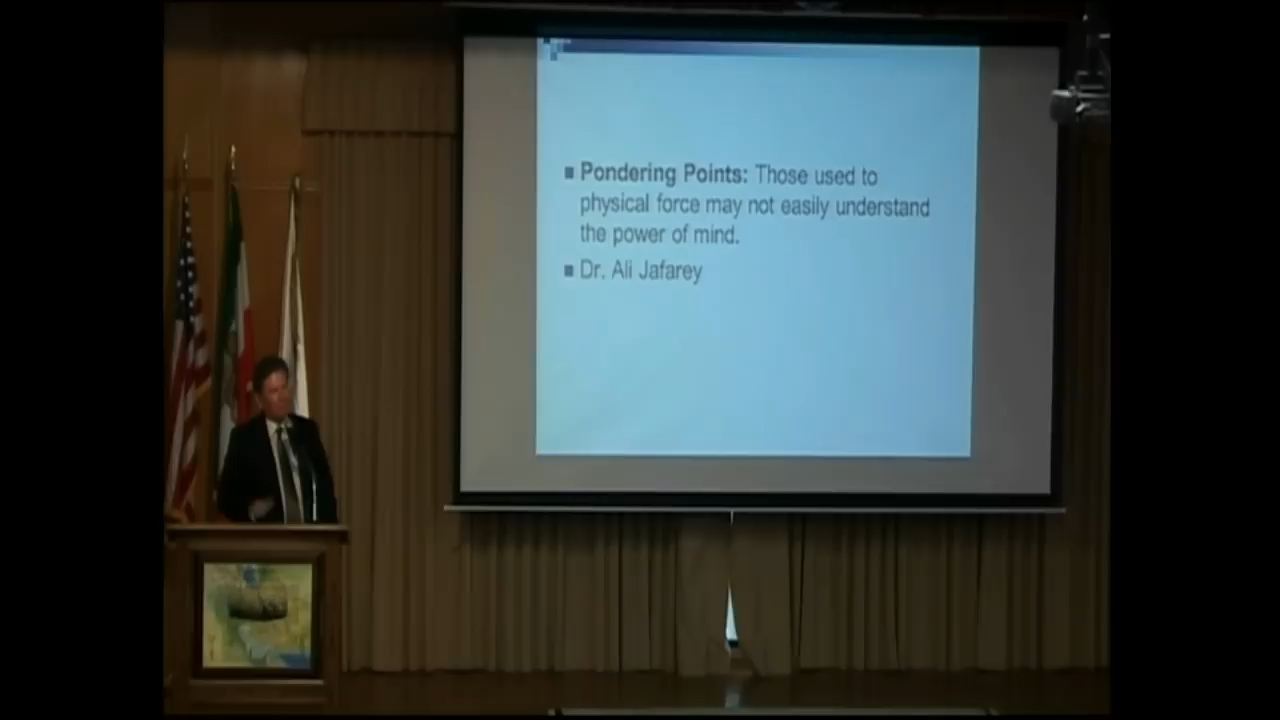 Pondering Points: Those used to
physical force may not easily understand
the power of mind.
Dr. Ali Jafarey